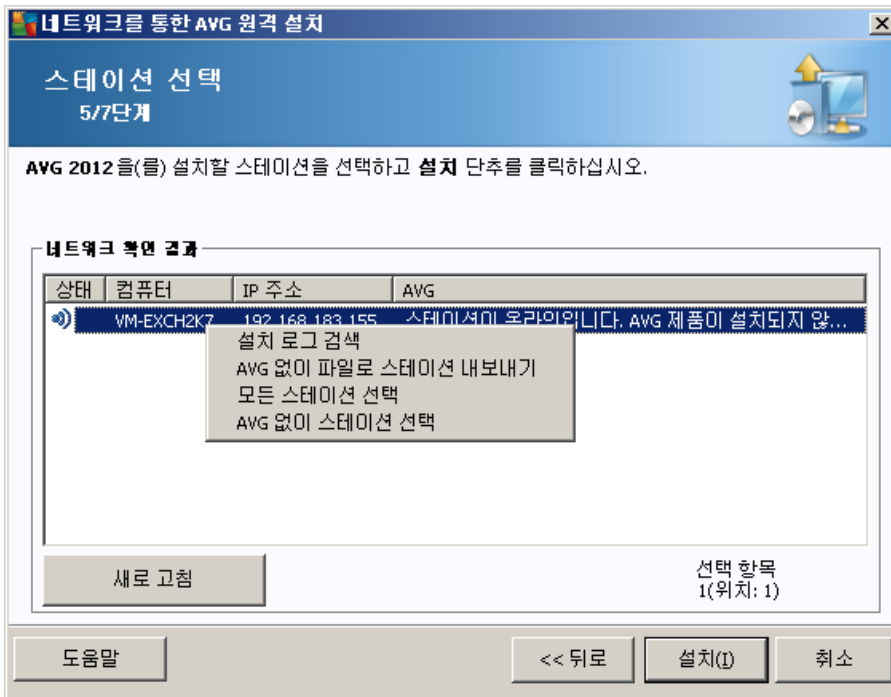 네트워크를 통한 AVG 원격 설치
스테이션 선택
5/7단계
AVG 2012을(를) 설치할 스테이션을 선택하고 설치 단추를 클릭하십시오.
네트워크 확인 결과
상태 컴퓨터 IP 주소 AVG
VM-EXCH2K7 192.168.183.155 스테이션이 온라인입니다. AVG 제품이 설치되지 않...
설치 로그 검색
AVG 없이 파일로 스테이션 내보내기
모든 스테이션 선택
AVG 없이 스테이션 선택
새로 고침
선택 항목
1(위치: 1)
도움말 << 뒤로 설치(I) 취소